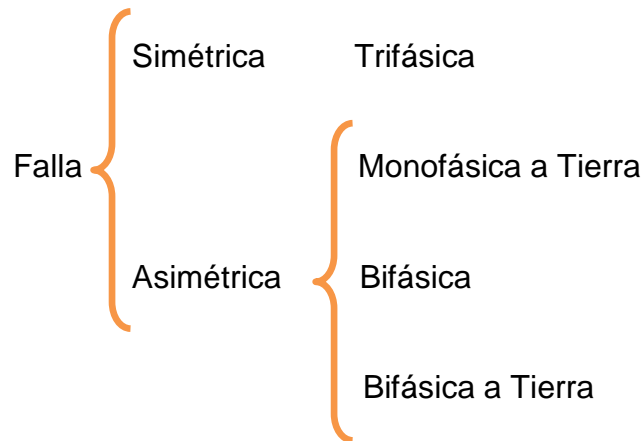 Simétrica Trifásica
Falla
Monofásica a Tierra
Asimétrica
Bifásica
Bifásica a Tierra